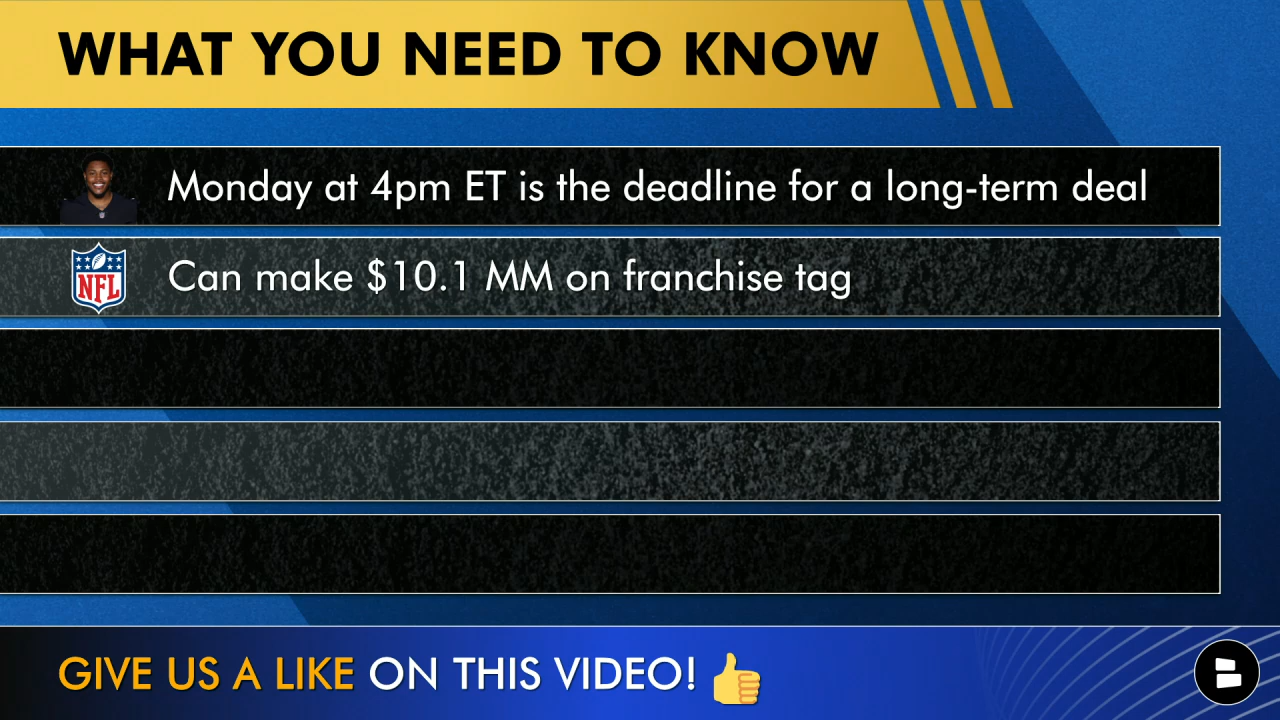 WHAT YOU NEED TO KNOW
Monday at 4pm ET is the deadline for a long-term deal
NFL
Can make $10.1 MM on franchise tag
GIVE US A LIKE ON THIS VIDEO!